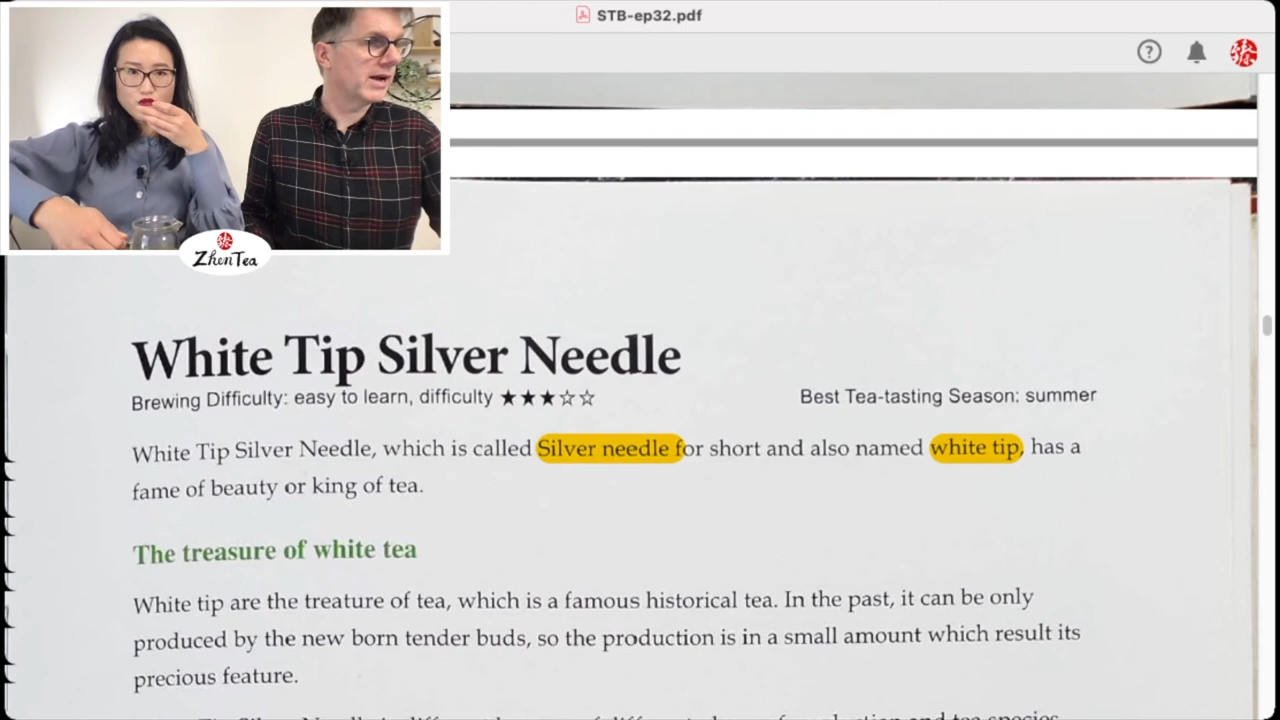 STB-ep32.pdf
ZhenTea
White Tip Silver Needle
Brewing Difficulty: easy to learn, difficulty ★★★☆☆
Best Tea-tasting Season: summer
White Tip Silver Needle, which is called Silver needle for short and also named white tip, has a
fame of beauty or king of tea.
The treasure of white tea
White tip are the treature of tea, which is a famous historical tea. In the past, it can be only
produced by the new born tender buds, so the production is in a small amount which result its
precious feature.